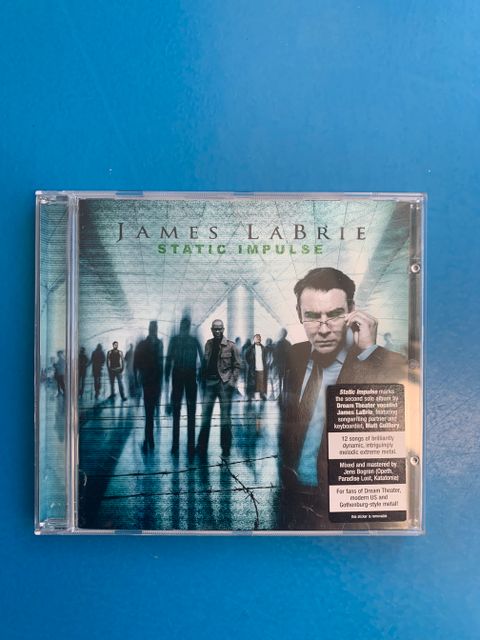 JAMES LABRIE
STATIC IMPULSE
Static Impulse marks
the second solo album by
Dream Theater vocalist
James LaBrie, featuring
songwriting partner and
keyboardist, Matt Guillory.
12 songs of brilliantly
dynamic, intriguingly
melodic extreme metal.
Mixed and mastered by
Jens Bogren (Opeth,
Paradise Lost, Katatonia)
For fans of Dream Theater,
modern US and
Gothenburg-style metal!
this sticker is removable